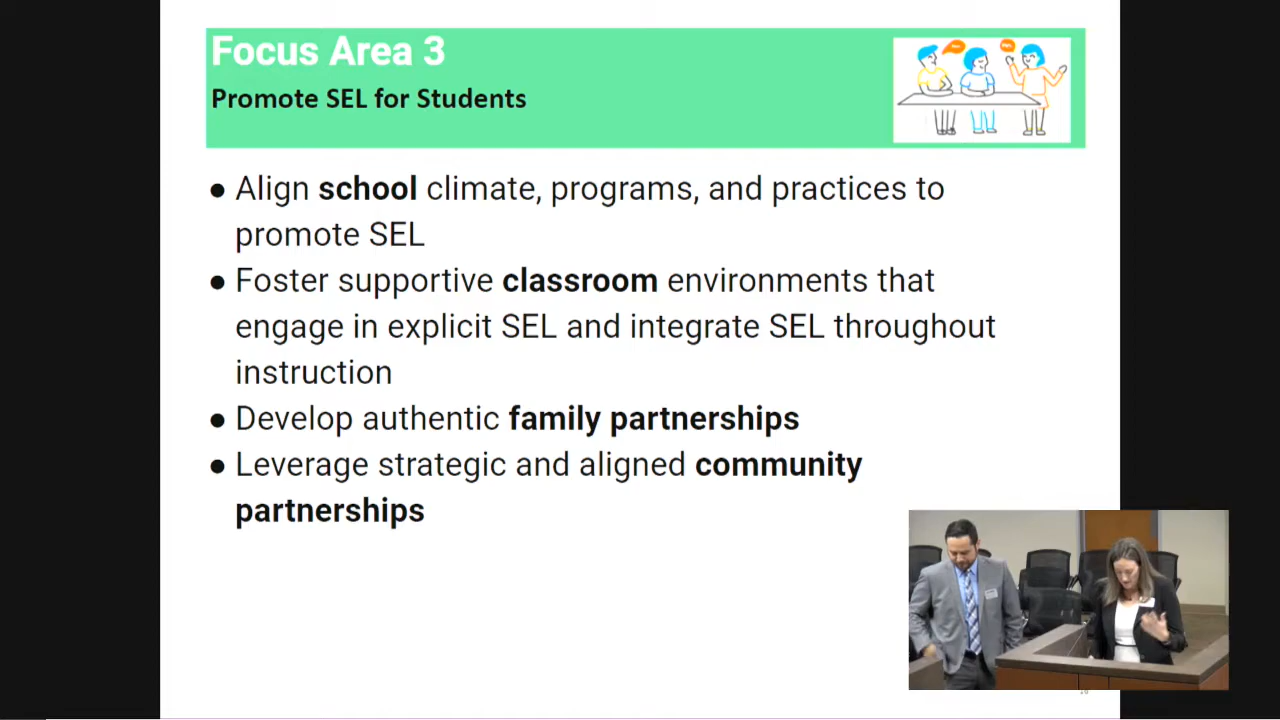 Focus Area 3
Promote SEL for Students
● Align school climate, programs, and practices to
promote SEL
● Foster supportive classroom environments that
engage in explicit SEL and integrate SEL throughout
instruction
● Develop authentic family partnerships
● Leverage strategic and aligned community
partnerships